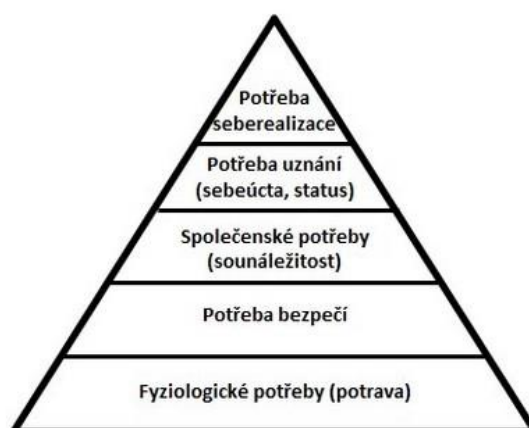 Potřeba
seberealizace
Potřeba uznání
(sebeúcta, status)
Společenské potřeby
(sounáležitost)
Potřeba bezpečí
Fyziologické potřeby (potrava)